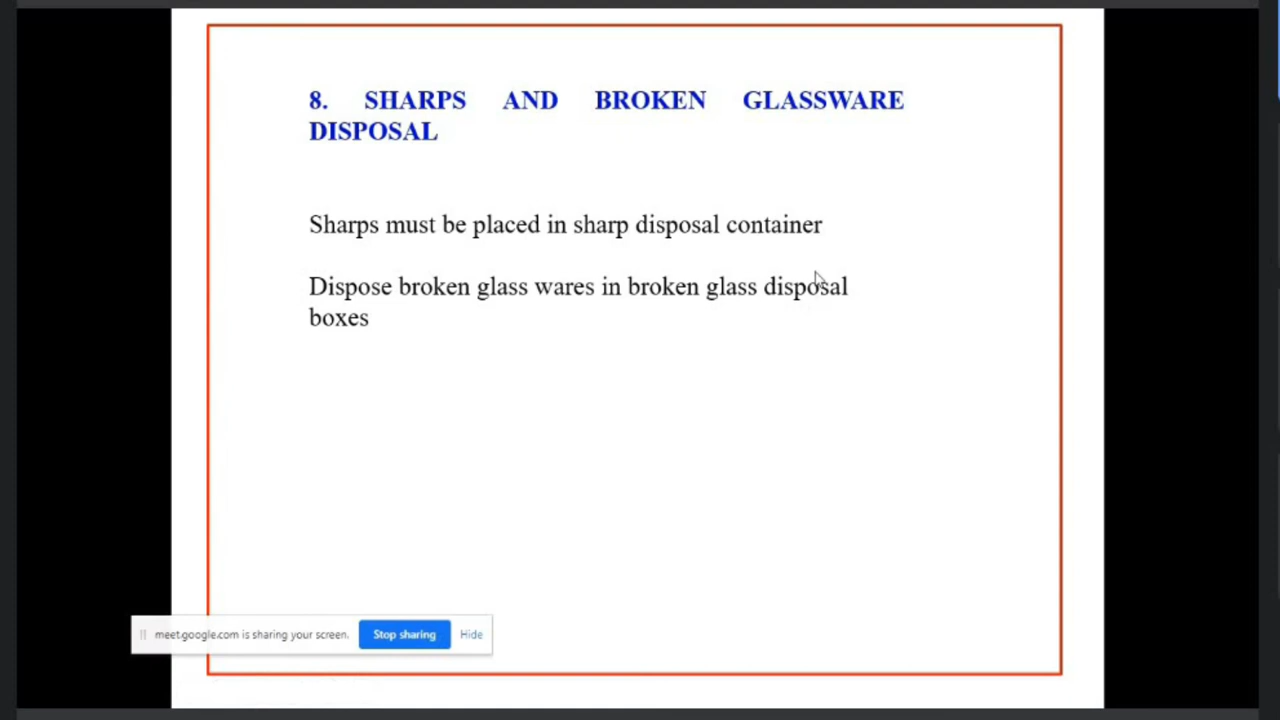 8. SHARPS AND BROKEN GLASSWARE
DISPOSAL
Sharps must be placed in sharp disposal container
Dispose broken glass wares in broken glass disposal
boxes
meet.google.com is sharing your screen. Stop sharing Hide